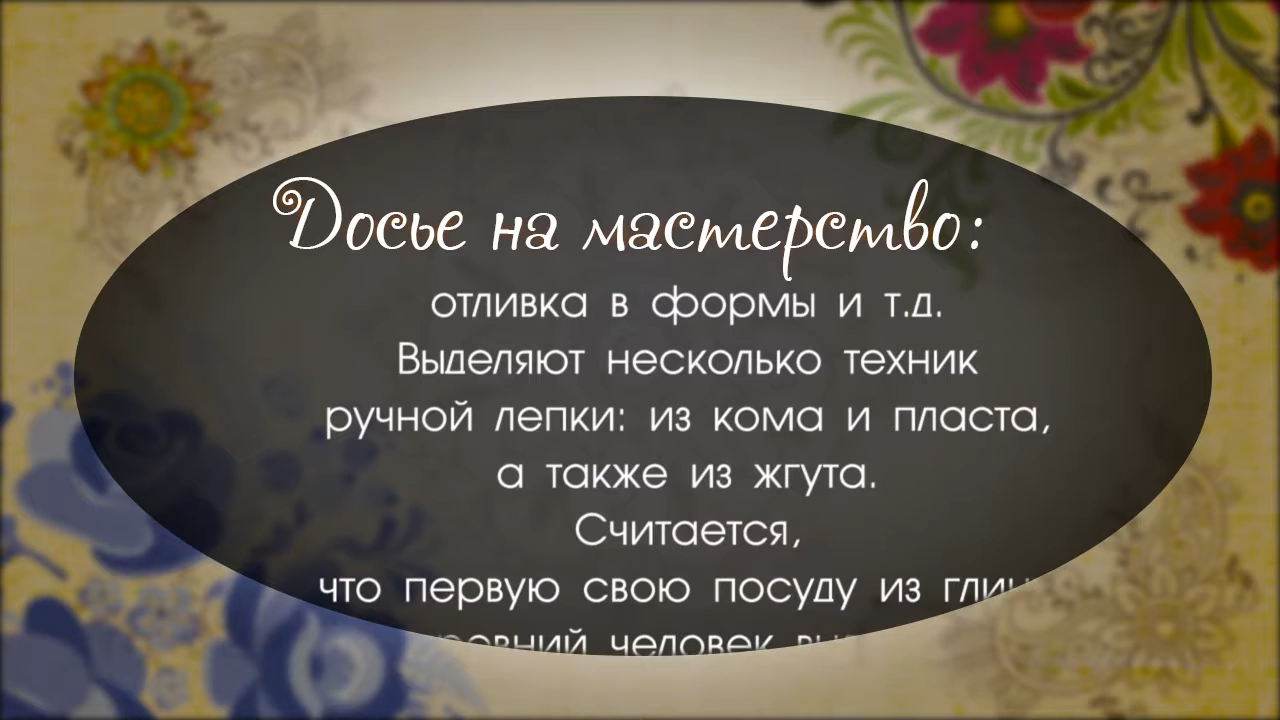 Досье на мастерство:
отливка в формы и т.д.
Выделяют несколько техник
ручной лепки: из кома и пласта,
а также из жгута.
Считается,
что первую свою посуду из
человек